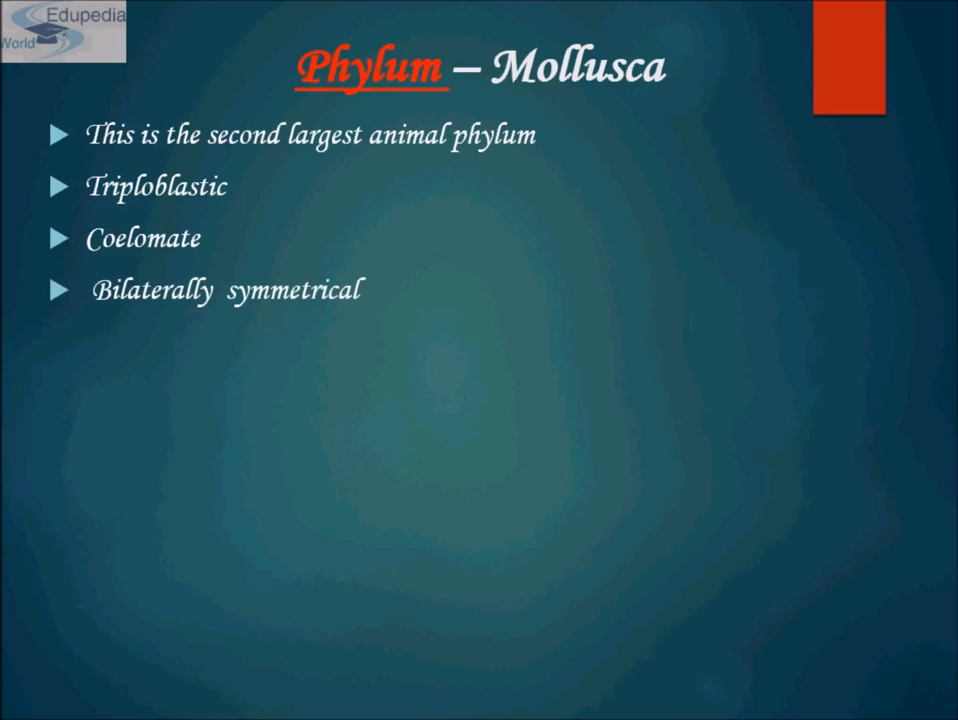 Edupedia
World
Phylum – Mollusca
This is the second largest animal phylum
Triploblastic
Coelomate
Bilaterally symmetrical